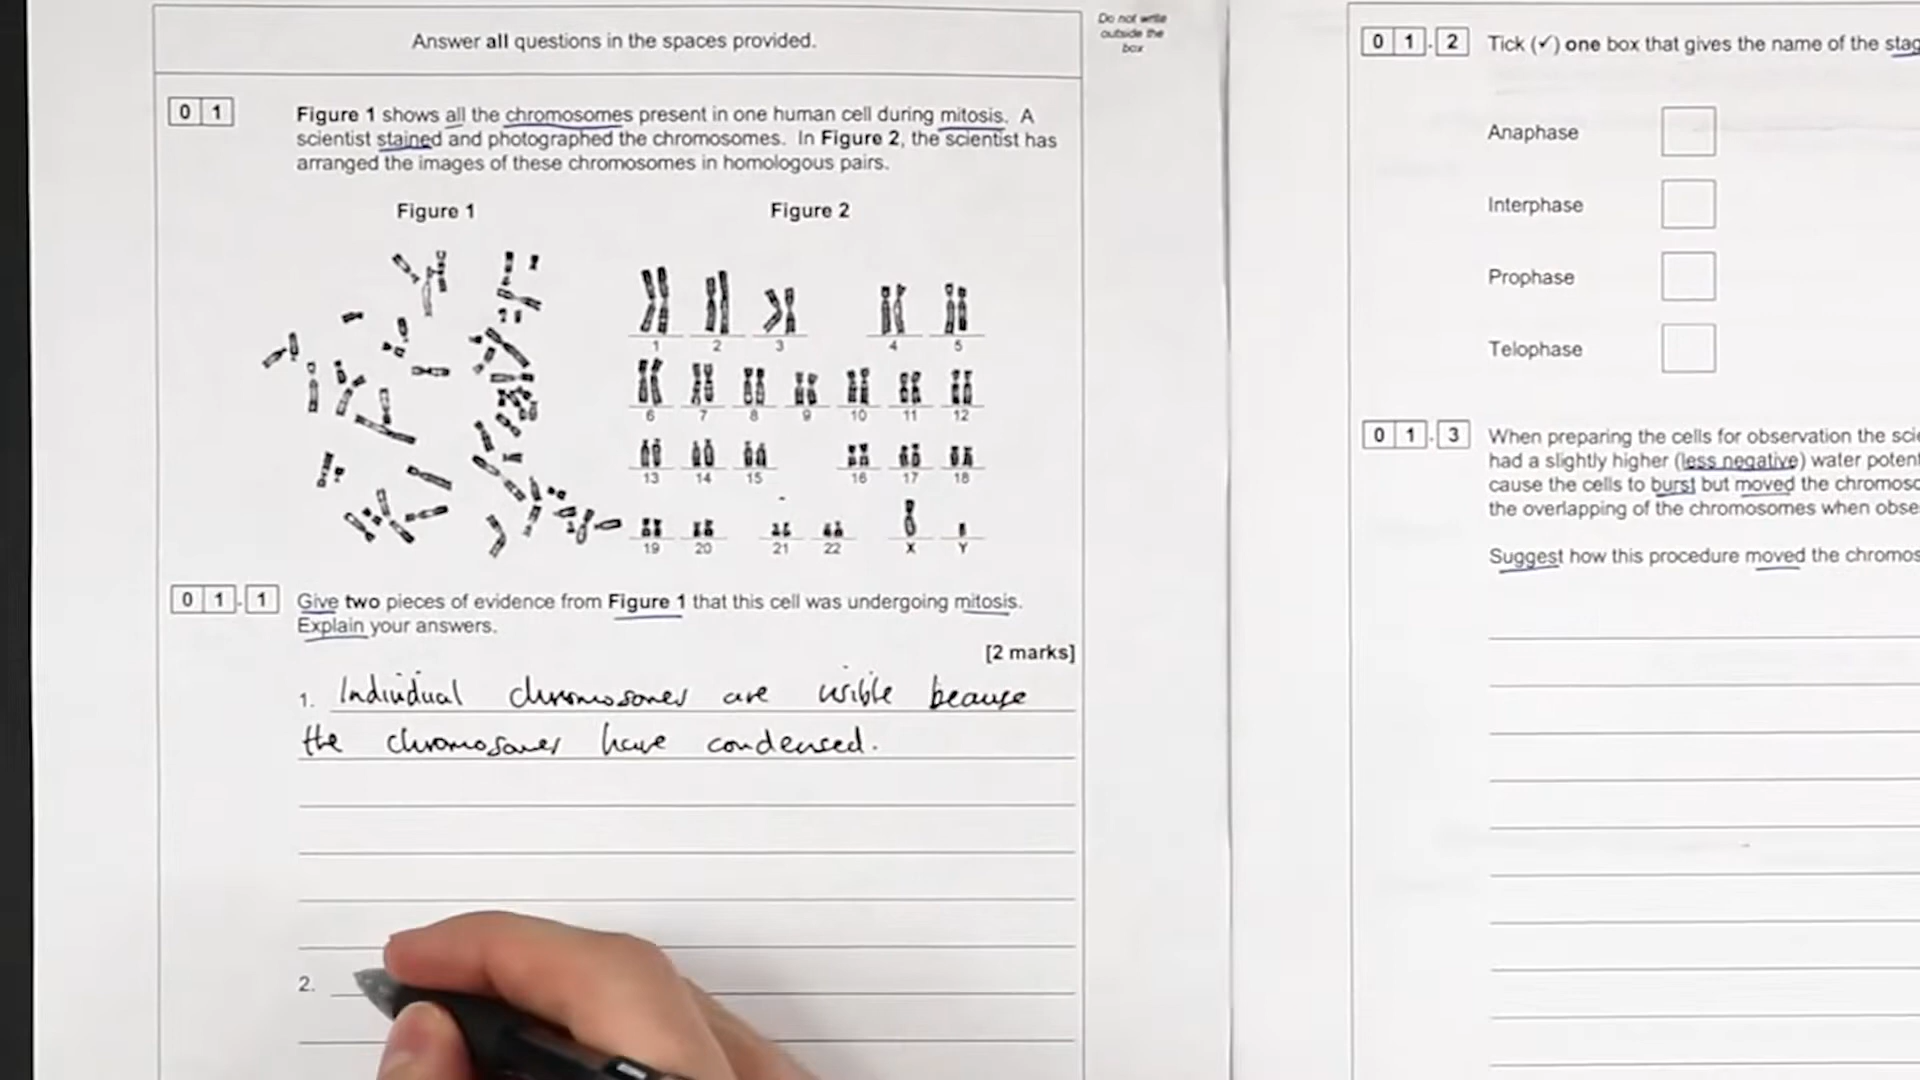 Answer all questions in the spaces provided.
Do not write
outside the
box
0 1
Figure 1 shows all the chromosomes present in one human cell during mitosis. A
scientist stained and photographed the chromosomes. In Figure 2, the scientist has
arranged the images of these chromosomes in homologous pairs.
Figure 1
Figure 2
1 2 3 4 5
6 7 8 9 10 11 12
13 14 15 16 17 18
19 20 21 22 X Y
0 1 . 1
Give two pieces of evidence from Figure 1 that this cell was undergoing mitosis.
Explain your answers.
[2 marks]
1. Individual chromosomes are visible because
the chromosomes have condensed.
2.
0 1 . 2
Tick (✓) one box that gives the name of the stag
Anaphase
Interphase
Prophase
Telophase
0 1 . 3
When preparing the cells for observation the scie
had a slightly higher (less negative) water poten
cause the cells to burst but moved the chromoso
the overlapping of the chromosomes when obse
Suggest how this procedure moved the chromos